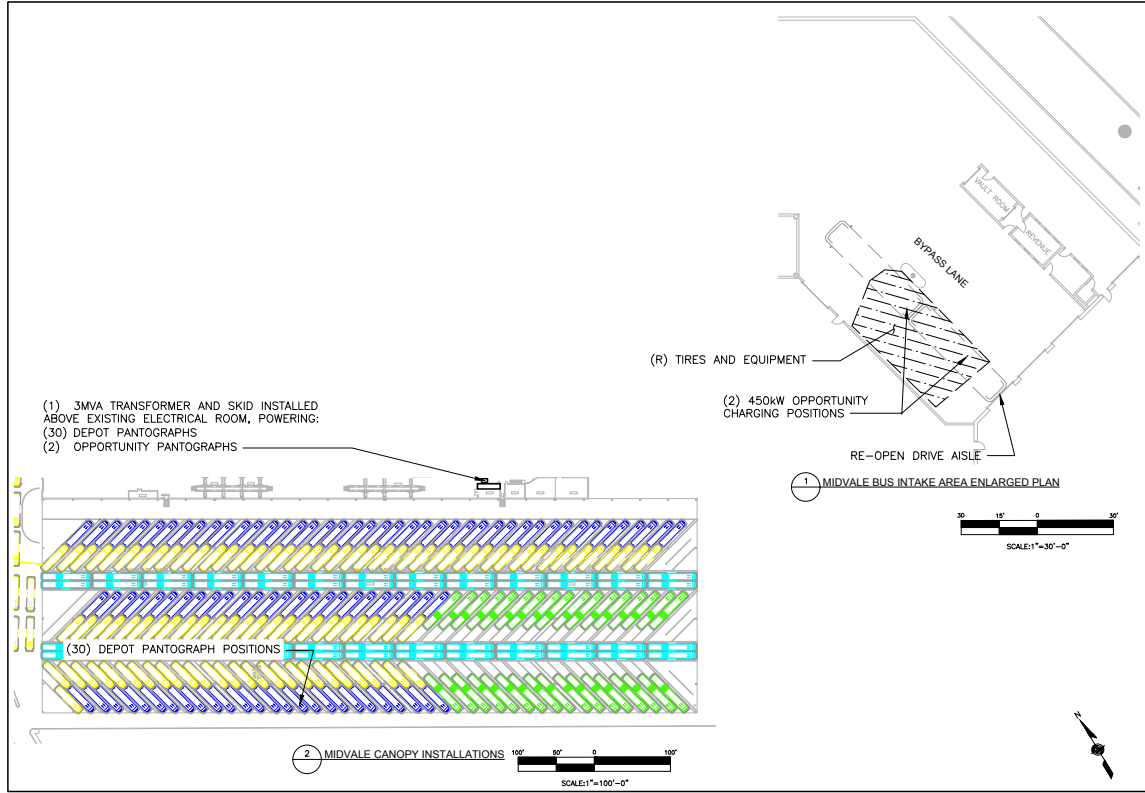 VAULT ROOM
REVENUE
BYPASS LANE
(R) TIRES AND EQUIPMENT
(2) 450kW OPPORTUNITY
CHARGING POSITIONS
RE-OPEN DRIVE AISLE
1 MIDVALE BUS INTAKE AREA ENLARGED PLAN
30 15' 0 30'
SCALE:1"=30'-0"
(1) 3MVA TRANSFORMER AND SKID INSTALLED
ABOVE EXISTING ELECTRICAL ROOM, POWERING:
(30) DEPOT PANTOGRAPHS
(2) OPPORTUNITY PANTOGRAPHS
(30) DEPOT PANTOGRAPH POSITIONS
2 MIDVALE CANOPY INSTALLATIONS
100' 50' 0 100'
SCALE:1"=100'-0"
N